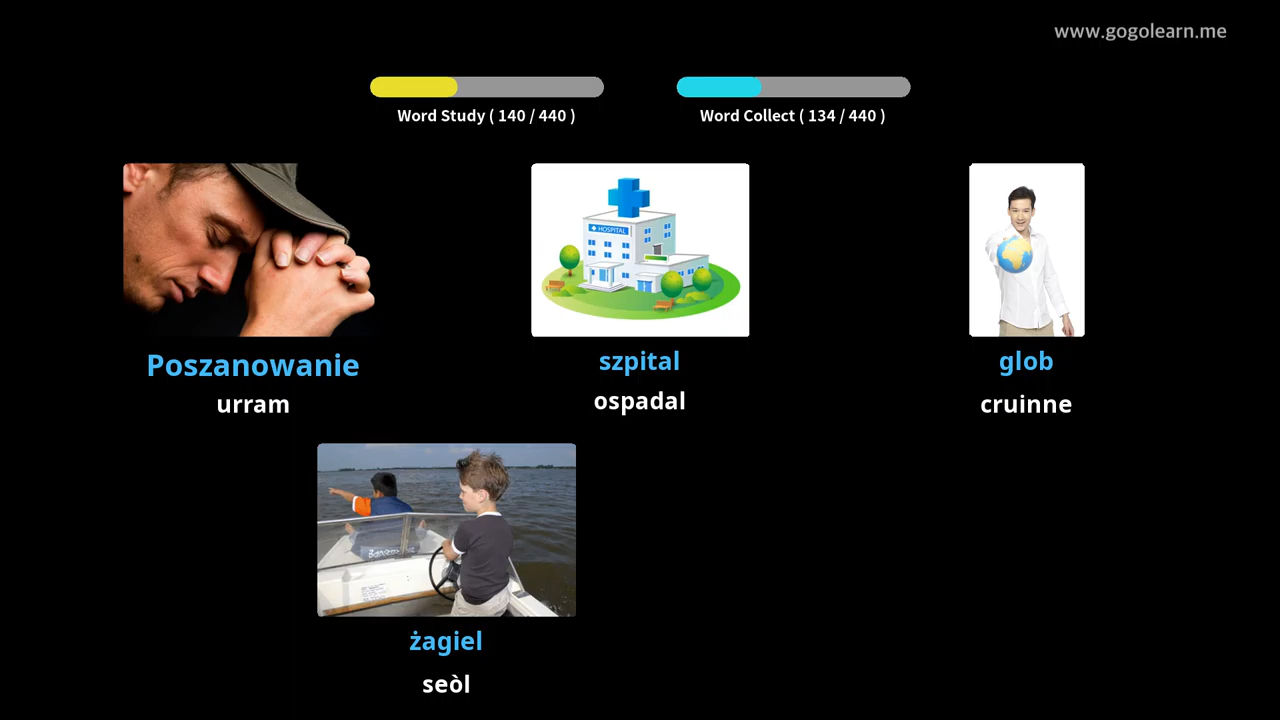 www.gogolearn.me
Word Study ( 140 / 440 )
Word Collect ( 134 / 440 )
HOSPITAL
Poszanowanie
szpital
glob
urram
ospadal
cruinne
żagiel
seòl